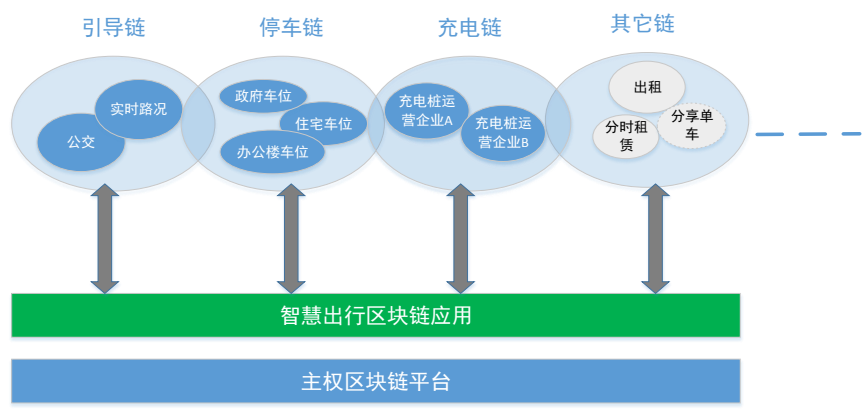 引导链
停车链
充电链
其它链
实时路况
公交
政府车位
住宅车位
办公楼车位
充电桩运
营企业A
充电桩运
营企业B
出租
分时租
赁
分享单
车
智慧出行区块链应用
主权区块链平台